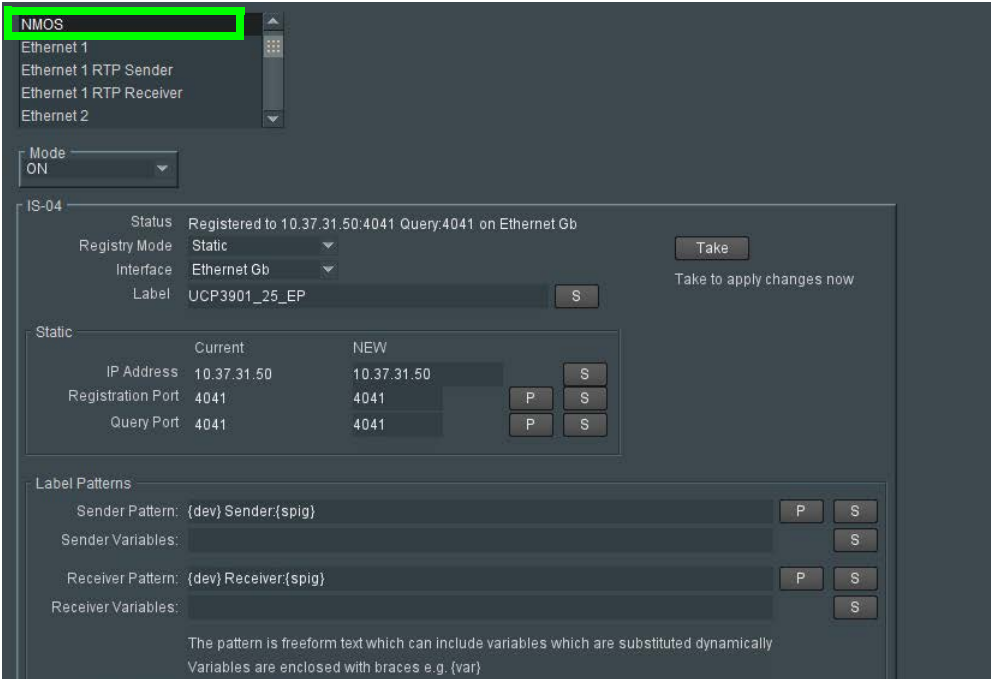 NMOS
Ethernet 1
Ethernet 1 RTP Sender
Ethernet 1 RTP Receiver
Ethernet 2
Mode
ON
IS-04
Status Registered to 10.37.31.50:4041 Query:4041 on Ethernet Gb
Registry Mode Static Take
Interface Ethernet Gb Take to apply changes now
Label UCP3901_25_EP S
Static
Current NEW
IP Address 10.37.31.50 10.37.31.50 S
Registration Port 4041 4041 P S
Query Port 4041 4041 P S
Label Patterns
Sender Pattern: {dev} Sender:{spig} P S
Sender Variables: S
Receiver Pattern: {dev} Receiver:{spig} P S
Receiver Variables: S
The pattern is freeform text which can include variables which are substituted dynamically
Variables are enclosed with braces e.g. {var}